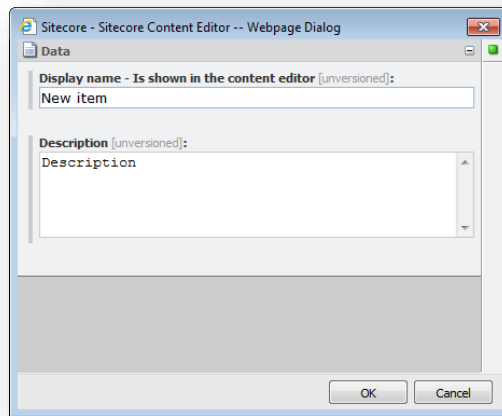 Sitecore - Sitecore Content Editor -- Webpage Dialog
Data
Display name - Is shown in the content editor [unversioned]:
New item
Description [unversioned]:
Description
OK Cancel